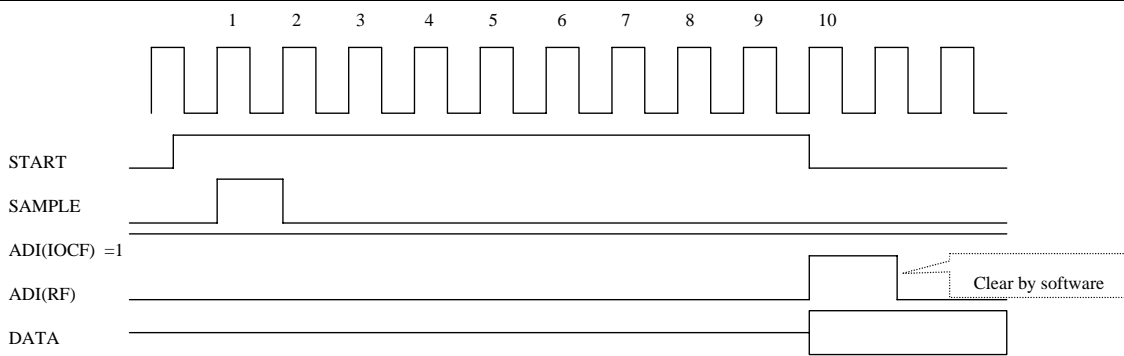 1 2 3 4 5 6 7 8 9 10
START
SAMPLE
ADI(IOCF) =1
ADI(RF)
Clear by software
DATA